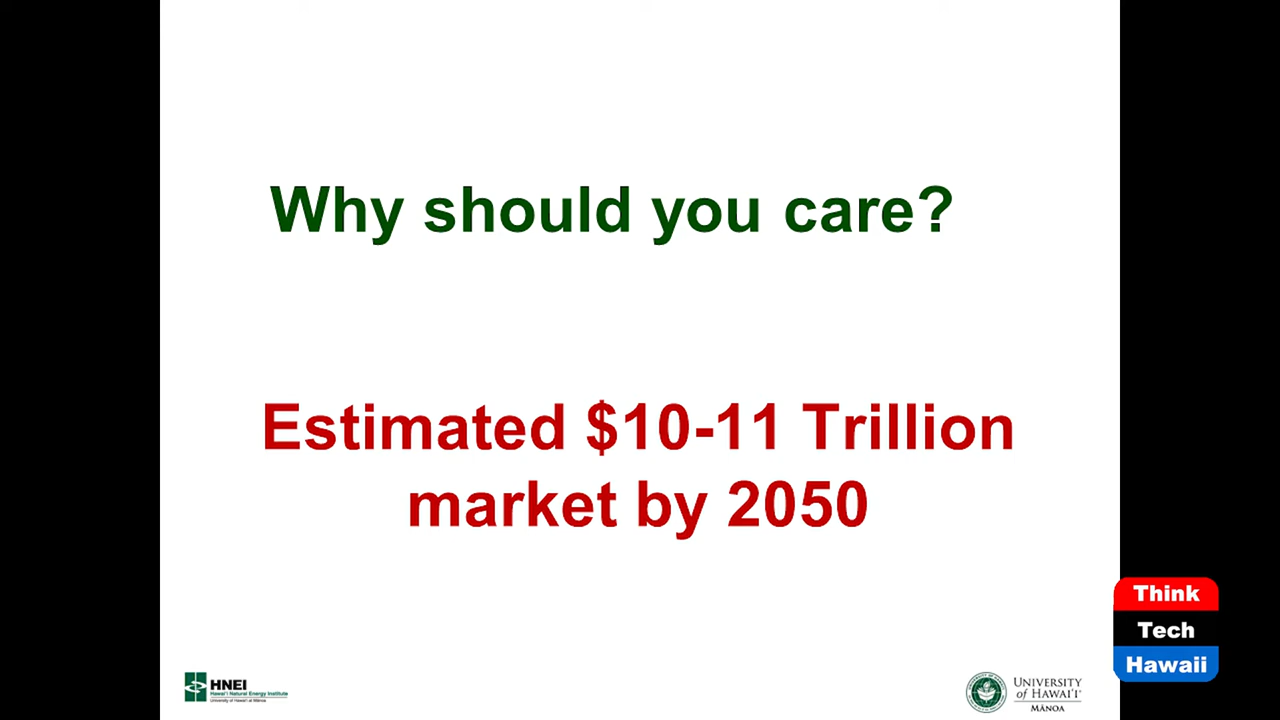 Why should you care?
Estimated $10-11 Trillion
market by 2050
Think
Tech
Hawaii
HNEI
Hawai'i Natural Energy Institute
University of Hawai'i at Mānoa
UNIVERSITY
of HAWAI'I
MĀNOA